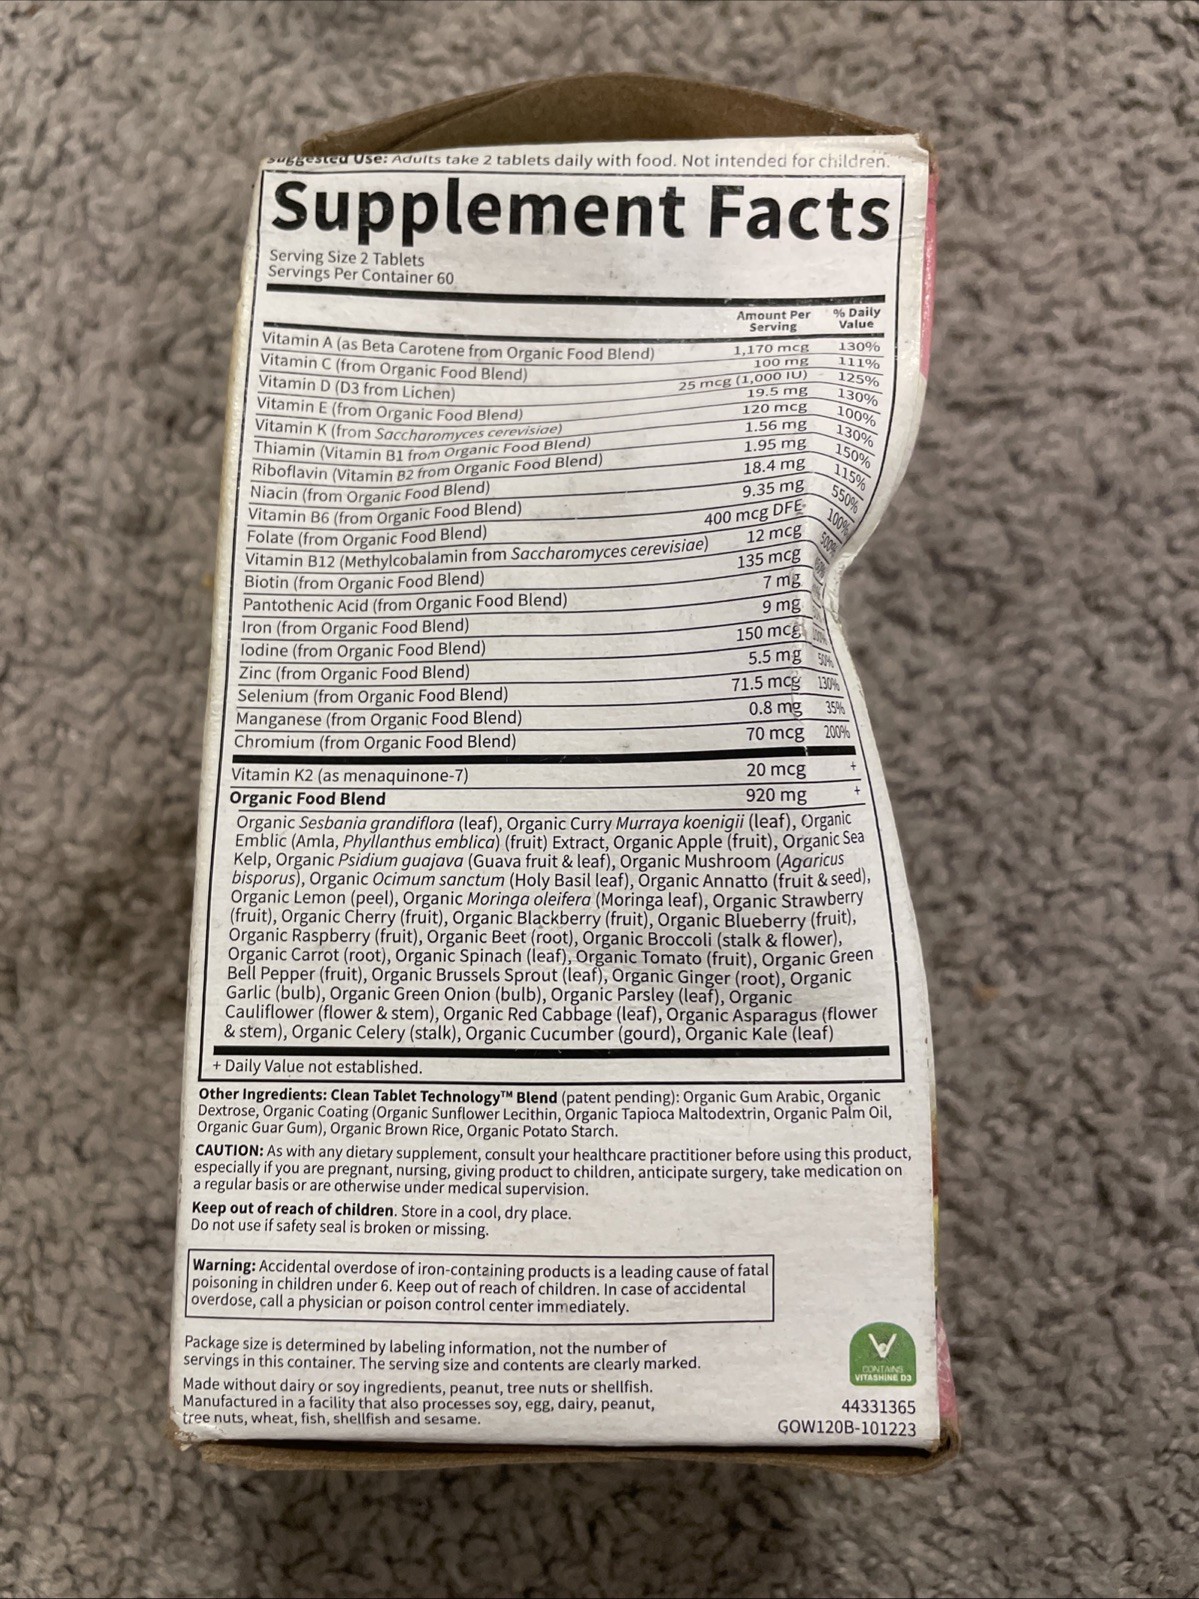 Suggested Use: Adults take 2 tablets daily with food. Not intended for children.
Supplement Facts
Serving Size 2 Tablets
Servings Per Container 60
Amount Per Serving % Daily Value
Vitamin A (as Beta Carotene from Organic Food Blend) 1,170 mcg 130%
Vitamin C (from Organic Food Blend) 100 mg 111%
Vitamin D (D3 from Lichen) 25 mcg (1,000 IU) 125%
Vitamin E (from Organic Food Blend) 19.5 mg 130%
Vitamin K (from Saccharomyces cerevisiae) 120 mcg 100%
Thiamin (Vitamin B1 from Organic Food Blend) 1.56 mg 130%
Riboflavin (Vitamin B2 from Organic Food Blend) 1.95 mg 150%
Niacin (from Organic Food Blend) 18.4 mg 115%
Vitamin B6 (from Organic Food Blend) 9.35 mg 550%
Folate (from Organic Food Blend) 400 mcg DFE 100%
Vitamin B12 (Methylcobalamin from Saccharomyces cerevisiae) 12 mcg 500%
Biotin (from Organic Food Blend) 135 mcg
Pantothenic Acid (from Organic Food Blend) 7 mg
Iron (from Organic Food Blend) 9 mg
Iodine (from Organic Food Blend) 150 mcg 100%
Zinc (from Organic Food Blend) 5.5 mg 50%
Selenium (from Organic Food Blend) 71.5 mcg 130%
Manganese (from Organic Food Blend) 0.8 mg 35%
Chromium (from Organic Food Blend) 70 mcg 200%
Vitamin K2 (as menaquinone-7) 20 mcg +
Organic Food Blend 920 mg +
Organic Sesbania grandiflora (leaf), Organic Curry Murraya koenigii (leaf), Organic
Emblic (Amla, Phyllanthus emblica) (fruit) Extract, Organic Apple (fruit), Organic Sea
Kelp, Organic Psidium guajava (Guava fruit & leaf), Organic Mushroom (Agaricus
bisporus), Organic Ocimum sanctum (Holy Basil leaf), Organic Annatto (fruit & seed),
Organic Lemon (peel), Organic Moringa oleifera (Moringa leaf), Organic Strawberry
(fruit), Organic Cherry (fruit), Organic Blackberry (fruit), Organic Blueberry (fruit),
Organic Raspberry (fruit), Organic Beet (root), Organic Broccoli (stalk & flower),
Organic Carrot (root), Organic Spinach (leaf), Organic Tomato (fruit), Organic Green
Bell Pepper (fruit), Organic Brussels Sprout (leaf), Organic Ginger (root), Organic
Garlic (bulb), Organic Green Onion (bulb), Organic Parsley (leaf), Organic
Cauliflower (flower & stem), Organic Red Cabbage (leaf), Organic Asparagus (flower
& stem), Organic Celery (stalk), Organic Cucumber (gourd), Organic Kale (leaf)
+ Daily Value not established.
Other Ingredients: Clean Tablet Technology™ Blend (patent pending): Organic Gum Arabic, Organic
Dextrose, Organic Coating (Organic Sunflower Lecithin, Organic Tapioca Maltodextrin, Organic Palm Oil,
Organic Guar Gum), Organic Brown Rice, Organic Potato Starch.
CAUTION: As with any dietary supplement, consult your healthcare practitioner before using this product,
especially if you are pregnant, nursing, giving product to children, anticipate surgery, take medication on
a regular basis or are otherwise under medical supervision.
Keep out of reach of children. Store in a cool, dry place.
Do not use if safety seal is broken or missing.
Warning: Accidental overdose of iron-containing products is a leading cause of fatal
poisoning in children under 6. Keep out of reach of children. In case of accidental
overdose, call a physician or poison control center immediately.
Package size is determined by labeling information, not the number of
servings in this container. The serving size and contents are clearly marked.
Made without dairy or soy ingredients, peanut, tree nuts or shellfish.
Manufactured in a facility that also processes soy, egg, dairy, peanut,
tree nuts, wheat, fish, shellfish and sesame.
CONTAINS
VITASHINE D3
44331365
GOW120B-101223